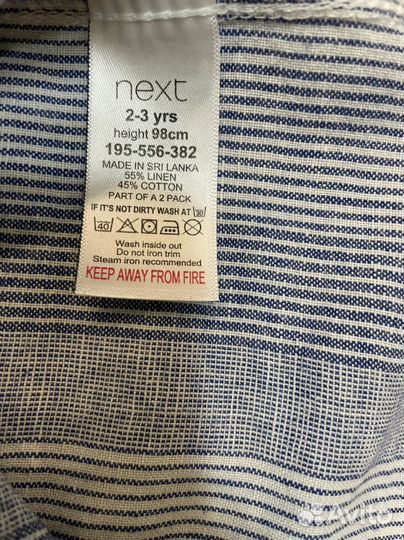 next
2-3 yrs
height 98cm
195-556-382
MADE IN SRI LANKA
55% LINEN
45% COTTON
PART OF A 2 PACK
IF IT'S NOT DIRTY WASH AT 30
40
Wash inside out
Do not iron trim
Steam iron recommended
KEEP AWAY FROM FIRE
Avito